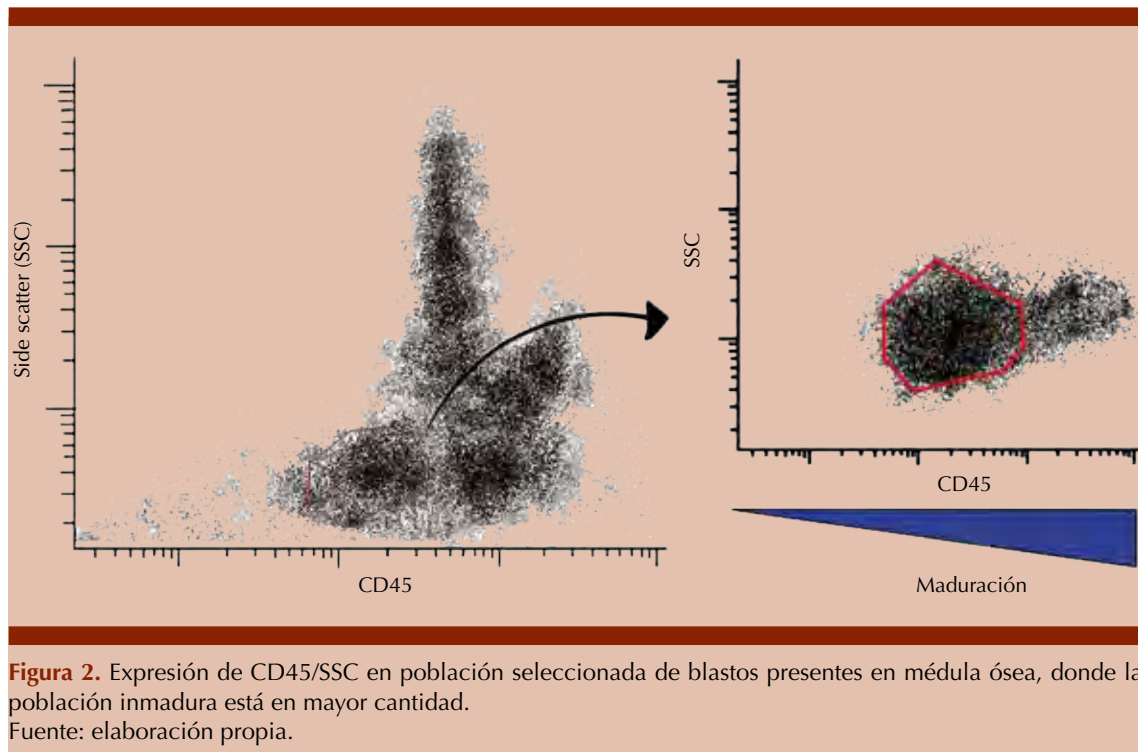 Side scatter (SSC)
CD45
SSC
CD45
Maduración
Figura 2. Expresión de CD45/SSC en población seleccionada de blastos presentes en médula ósea, donde la
población inmadura está en mayor cantidad.
Fuente: elaboración propia.